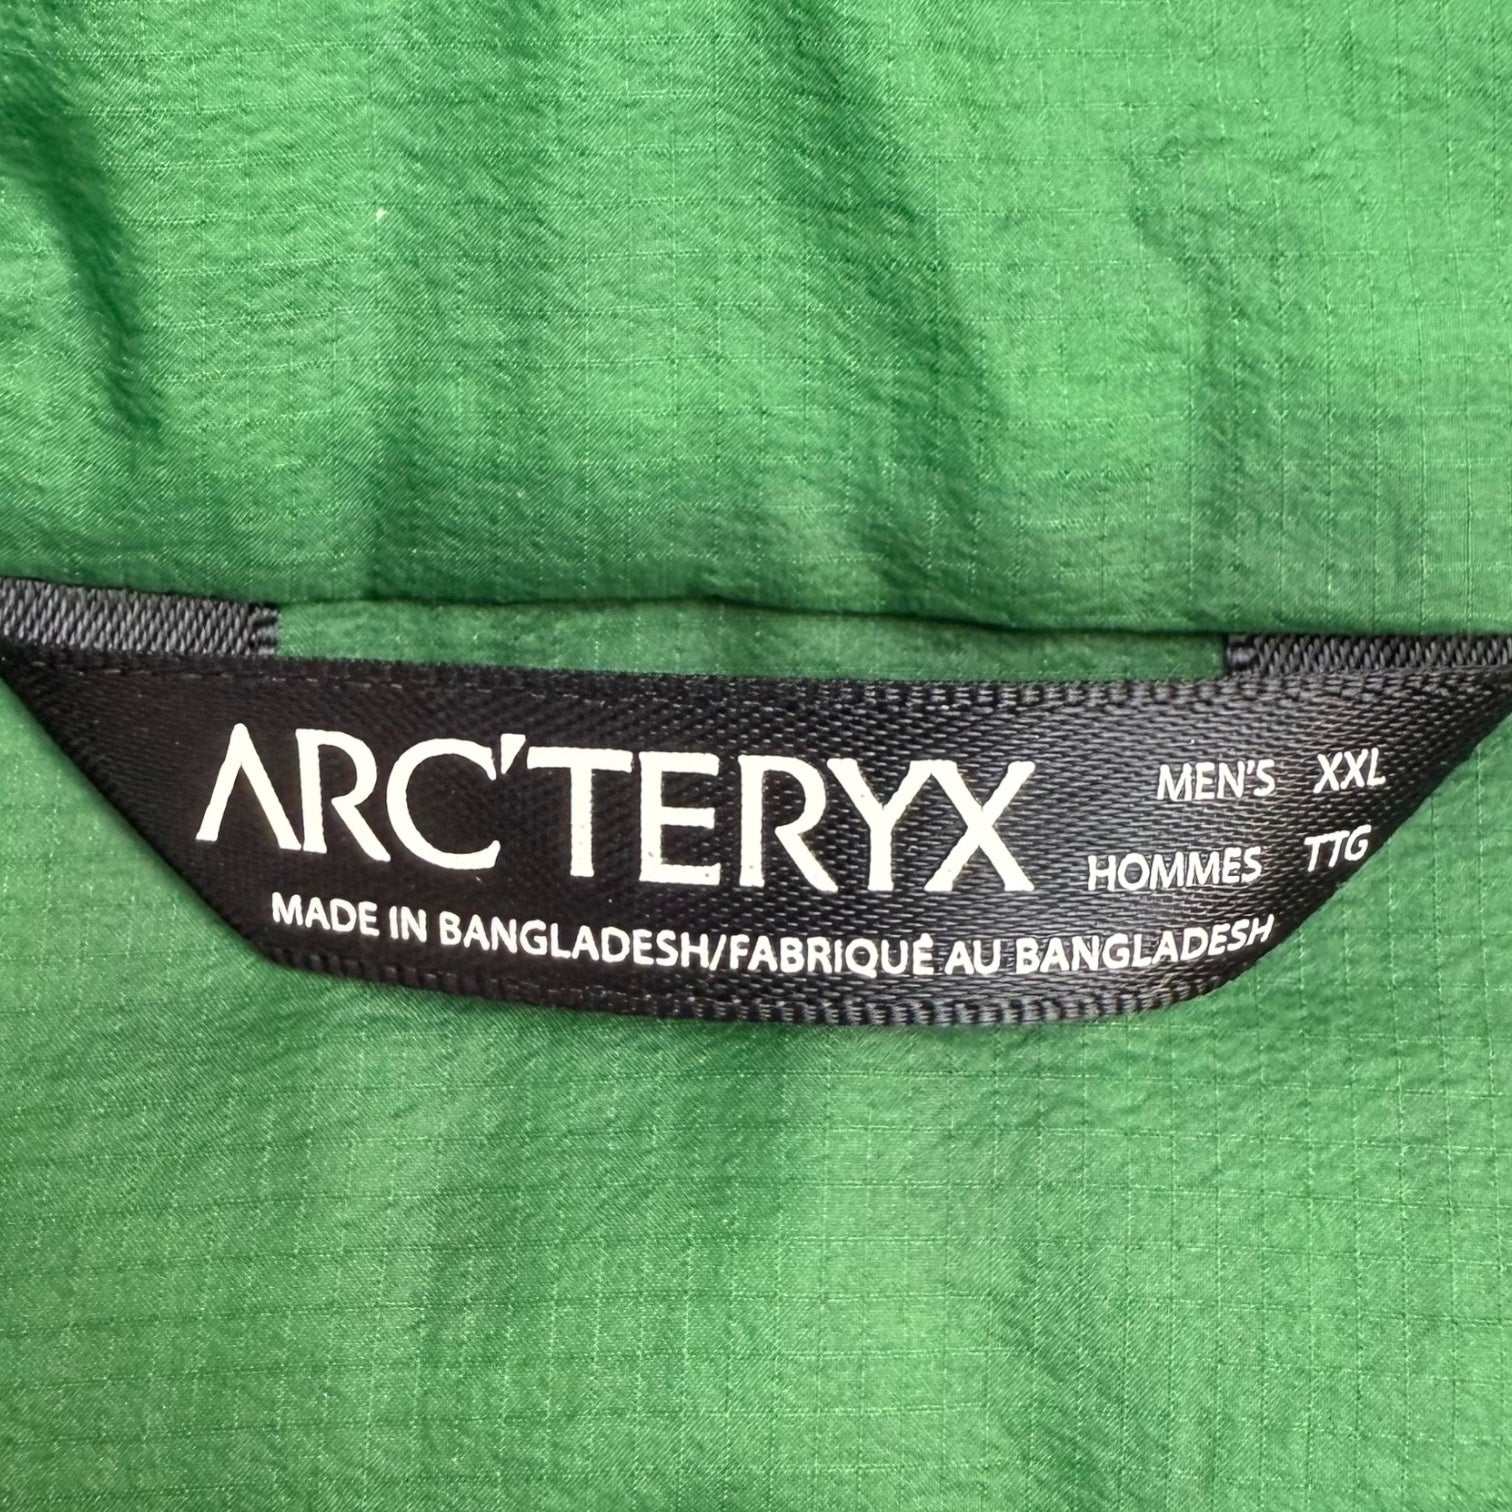 ARC'TERYX
MEN'S XXL
HOMMES TTG
MADE IN BANGLADESH/FABRIQUÉ AU BANGLADESH